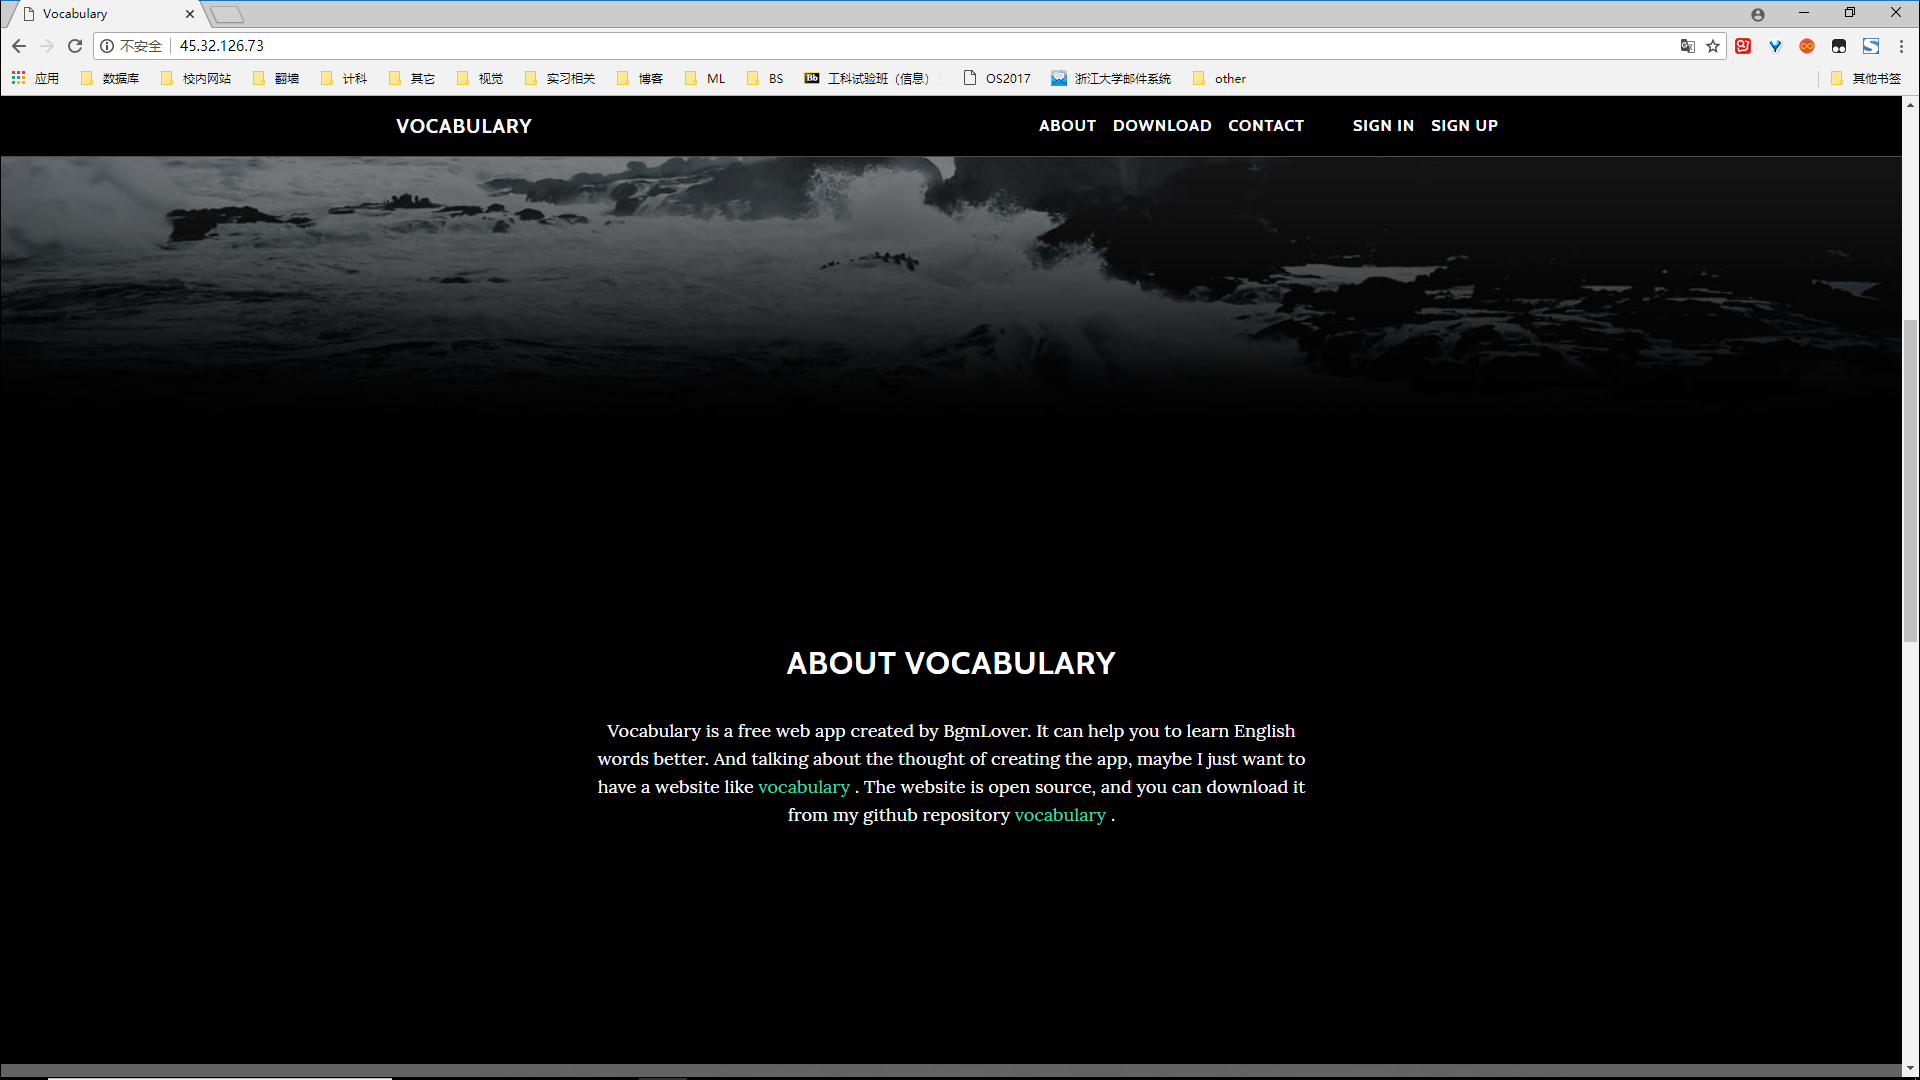 Vocabulary
不安全 45.32.126.73
应用 数据库 校内网站 翻墙 计科 其它 视觉 实习相关 博客 ML BS Bb 工科试验班（信息） OS2017 浙江大学邮件系统 other 其他书签
VOCABULARY ABOUT DOWNLOAD CONTACT SIGN IN SIGN UP
ABOUT VOCABULARY
Vocabulary is a free web app created by BgmLover. It can help you to learn English
words better. And talking about the thought of creating the app, maybe I just want to
have a website like vocabulary . The website is open source, and you can download it
from my github repository vocabulary .